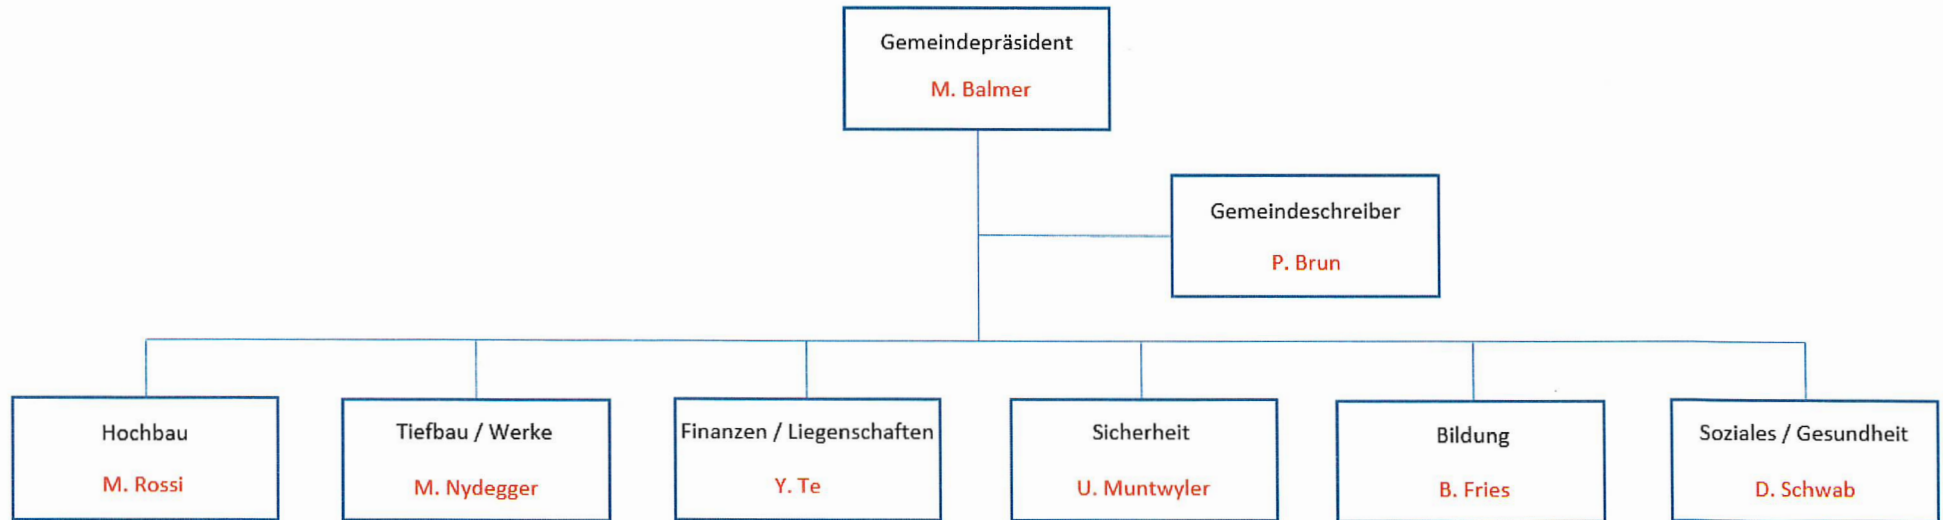 Gemeindepräsident
M. Balmer
Gemeindeschreiber
P. Brun
Hochbau
M. Rossi
Tiefbau / Werke
M. Nydegger
Finanzen / Liegenschaften
Y. Te
Sicherheit
U. Muntwyler
Bildung
B. Fries
Soziales / Gesundheit
D. Schwab